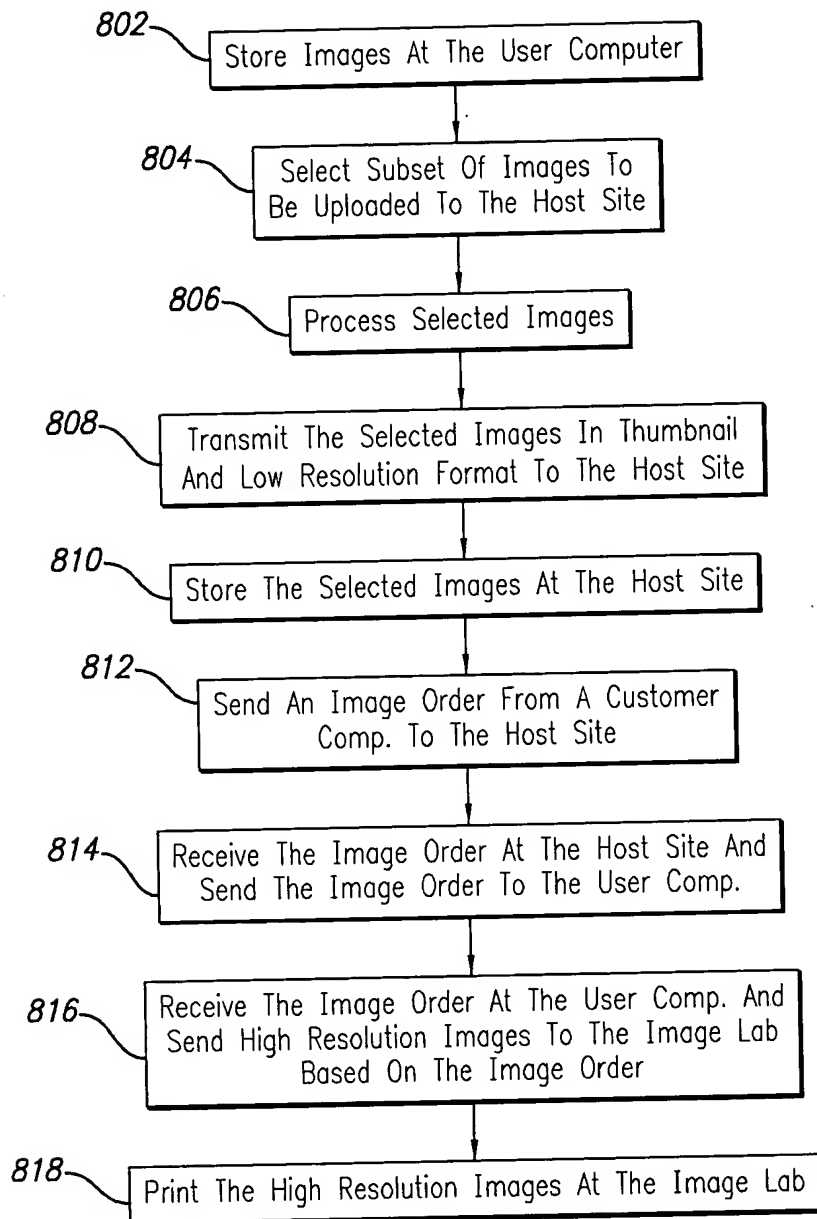 802
Store Images At The User Computer
804
Select Subset Of Images To
Be Uploaded To The Host Site
806
Process Selected Images
808
Transmit The Selected Images In Thumbnail
And Low Resolution Format To The Host Site
810
Store The Selected Images At The Host Site
812
Send An Image Order From A Customer
Comp. To The Host Site
814
Receive The Image Order At The Host Site And
Send The Image Order To The User Comp.
816
Receive The Image Order At The User Comp. And
Send High Resolution Images To The Image Lab
Based On The Image Order
818
Print The High Resolution Images At The Image Lab